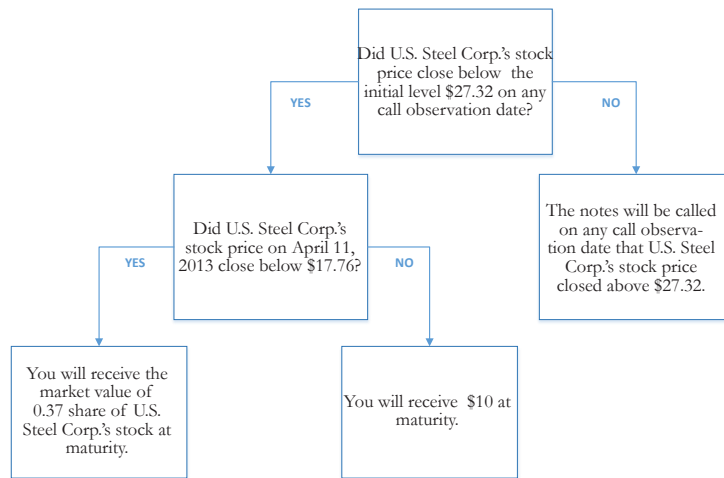 Did U.S. Steel Corp.'s stock
price close below the
initial level $27.32 on any
call observation date?
YES
NO
Did U.S. Steel Corp.'s
stock price on April 11,
2013 close below $17.76?
The notes will be called
on any call observa-
tion date that U.S. Steel
Corp.'s stock price
closed above $27.32.
YES
NO
You will receive the
market value of
0.37 share of U.S.
Steel Corp.'s stock at
maturity.
You will receive $10 at
maturity.